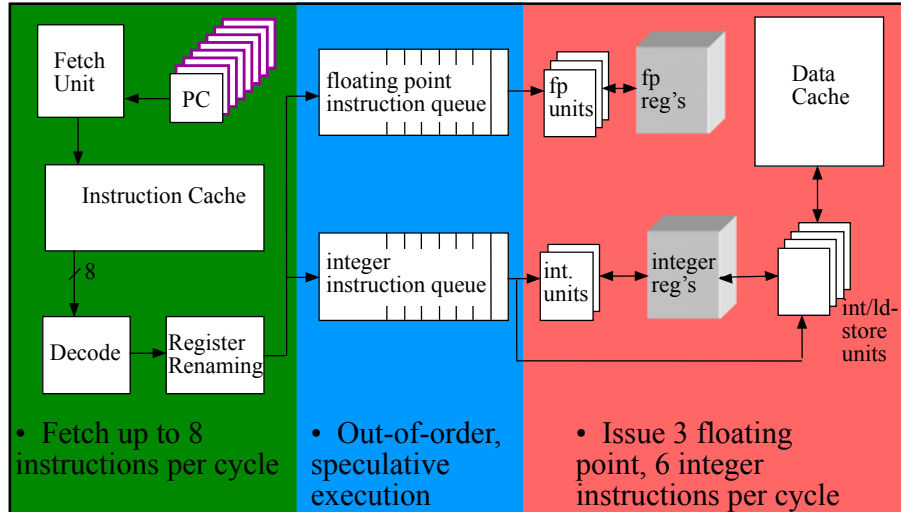 Fetch
Unit
PC
Instruction Cache
8
Decode
Register
Renaming
floating point
instruction queue
integer
instruction queue
fp
units
fp
reg's
Data
Cache
int.
units
integer
reg's
int/ld-
store
units
• Fetch up to 8
instructions per cycle
• Out-of-order,
speculative
execution
• Issue 3 floating
point, 6 integer
instructions per cycle